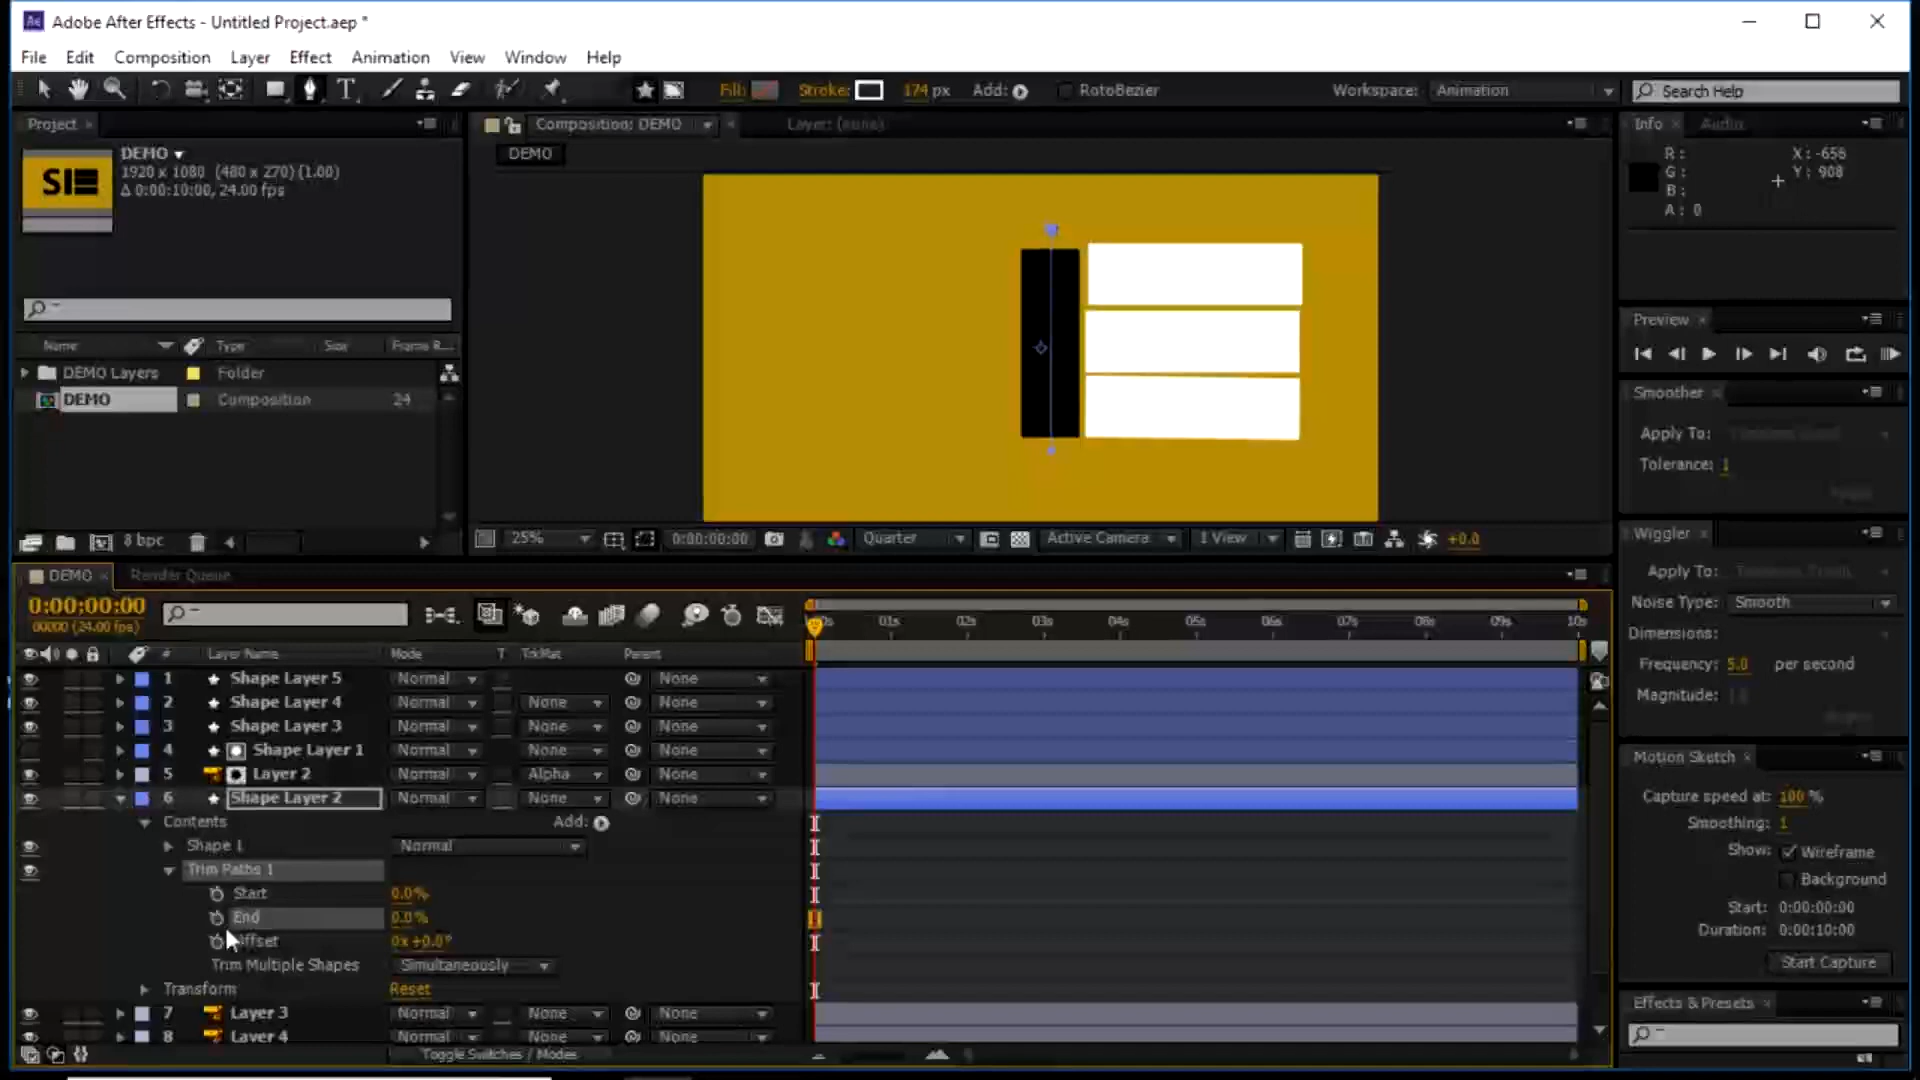 Adobe After Effects - Untitled Project.aep *
File Edit Composition Layer Effect Animation View Window Help
Fill: Stroke: 174 px Add: RotoBezier Workspace: Animation Search Help
Project
DEMO
1920 x 1080 (480 x 270) (1.00)
Δ 0:00:10:00, 24.00 fps
SIE
Name Type Size Frame R...
DEMO Layers Folder
DEMO Composition 24
8 bpc
Composition: DEMO Layer: (none)
DEMO
25% 0:00:00:00 Quarter Active Camera 1 View +0.0
Info Audio
R: X: -656
G: Y: 908
B:
A: 0
Preview
Smoother
Apply To:
Tolerance: 1
Wiggler
Apply To:
Noise Type: Smooth
Dimensions:
Frequency: 5.0 per second
Magnitude:
Motion Sketch
Capture speed at: 100 %
Smoothing: 1
Show: Wireframe
Background
Start: 0:00:00:00
Duration: 0:00:10:00
Start Capture
Effects & Presets
DEMO Render Queue
0:00:00:00
00000 (24.00 fps)
01s 02s 03s 04s 05s 06s 07s 08s 09s 10s
# Layer Name Mode T TrkMat Parent
1 Shape Layer 5 Normal None
2 Shape Layer 4 Normal None None
3 Shape Layer 3 Normal None None
4 Shape Layer 1 Normal None None
5 Layer 2 Normal Alpha None
6 Shape Layer 2 Normal None None
Contents Add:
Shape 1 Normal
Trim Paths 1
Start 0.0%
End 0.0%
Offset 0x +0.0°
Trim Multiple Shapes Simultaneously
Transform Reset
7 Layer 3 Normal None None
8 Layer 4 Normal None None
Toggle Switches / Modes